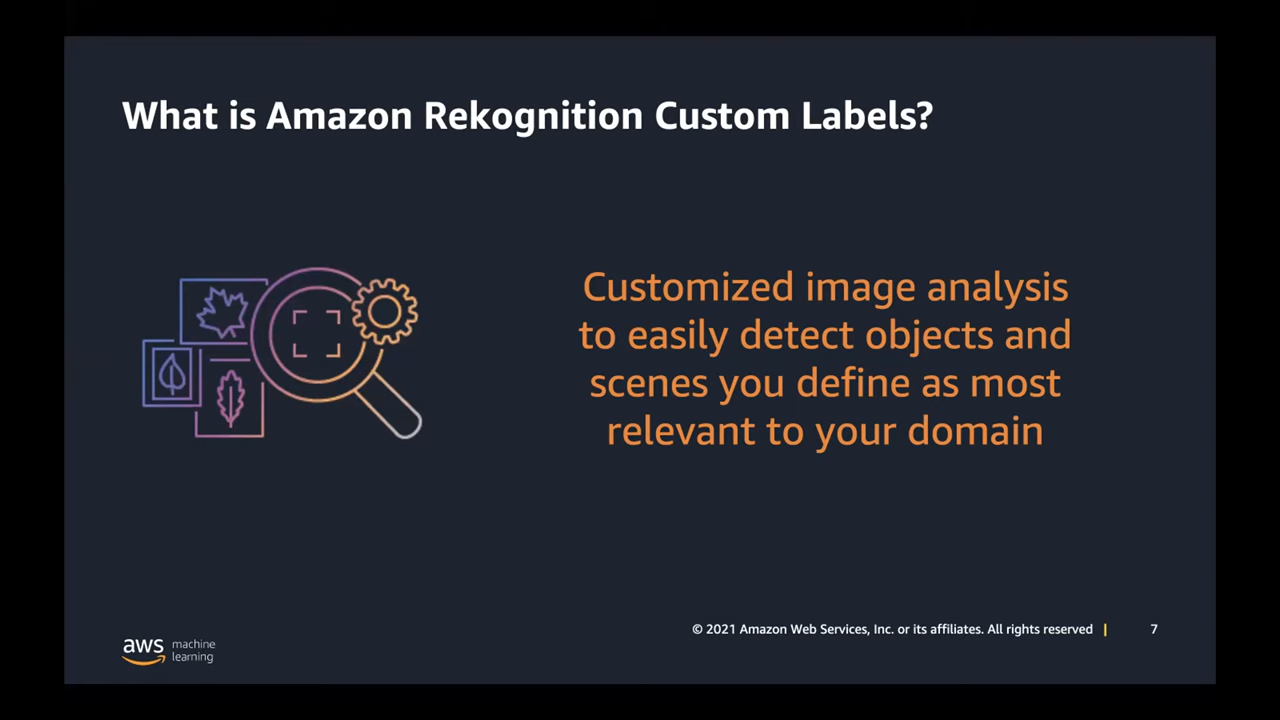 What is Amazon Rekognition Custom Labels?
Customized image analysis
to easily detect objects and
scenes you define as most
relevant to your domain
aws machine
learning
© 2021 Amazon Web Services, Inc. or its affiliates. All rights reserved | 7